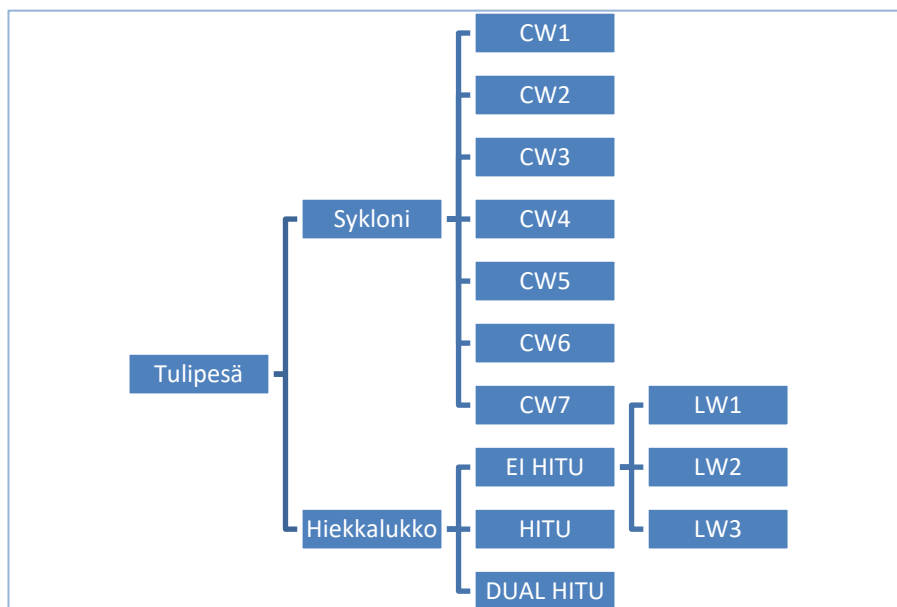 CW1
CW2
CW3
Sykloni
CW4
CW5
CW6
Tulipesä
CW7
LW1
EI HITU
LW2
Hiekkalukko
HITU
LW3
DUAL HITU